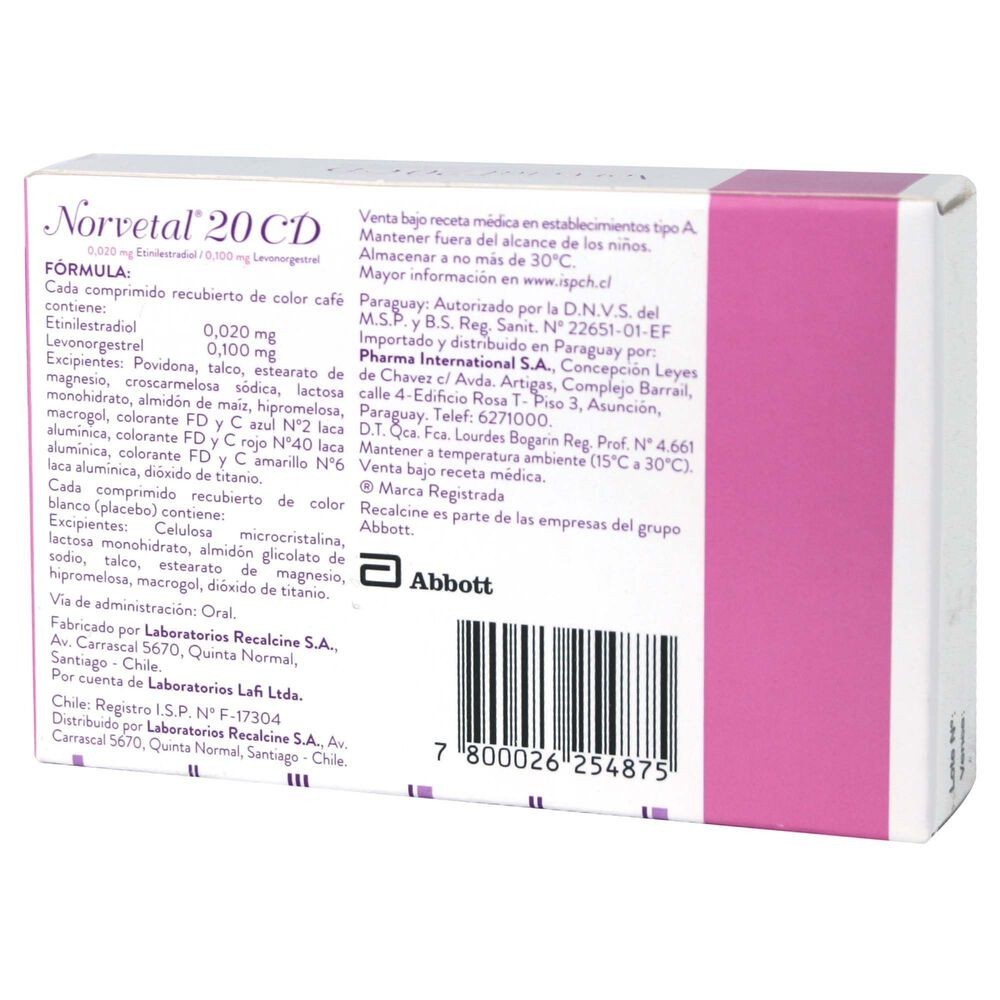 Norvetal® 20 CD
0,020 mg Etinilestradiol / 0,100 mg Levonorgestrel
FÓRMULA:
Cada comprimido recubierto de color café
contiene:
Etinilestradiol 0,020 mg
Levonorgestrel 0,100 mg
Excipientes: Povidona, talco, estearato de
magnesio, croscarmelosa sódica, lactosa
monohidrato, almidón de maíz, hipromelosa,
macrogol, colorante FD y C azul N°2 laca
alumínica, colorante FD y C rojo N°40 laca
alumínica, colorante FD y C amarillo N°6
laca alumínica, dióxido de titanio.
Cada comprimido recubierto de color
blanco (placebo) contiene:
Excipientes: Celulosa microcristalina,
lactosa monohidrato, almidón glicolato de
sodio, talco, estearato de magnesio,
hipromelosa, macrogol, dióxido de titanio.
Vía de administración: Oral.
Fabricado por Laboratorios Recalcine S.A.,
Av. Carrascal 5670, Quinta Normal,
Santiago - Chile.
Por cuenta de Laboratorios Lafi Ltda.
Chile: Registro I.S.P. N° F-17304
Distribuido por Laboratorios Recalcine S.A., Av.
Carrascal 5670, Quinta Normal, Santiago - Chile.
Venta bajo receta médica en establecimientos tipo A.
Mantener fuera del alcance de los niños.
Almacenar a no más de 30°C.
Mayor información en www.ispch.cl
Paraguay: Autorizado por la D.N.V.S. del
M.S.P. y B.S. Reg. Sanit. N° 22651-01-EF
Importado y distribuido en Paraguay por:
Pharma International S.A., Concepción Leyes
de Chavez c/ Avda. Artigas, Complejo Barrail,
calle 4-Edificio Rosa T- Piso 3, Asunción,
Paraguay. Telef: 6271000.
D.T. Qca. Fca. Lourdes Bogarin Reg. Prof. N° 4.661
Mantener a temperatura ambiente (15°C a 30°C).
Venta bajo receta médica.
® Marca Registrada
Recalcine es parte de las empresas del grupo
Abbott.
Abbott
7 800026 254875
Lote N°:
Vence: